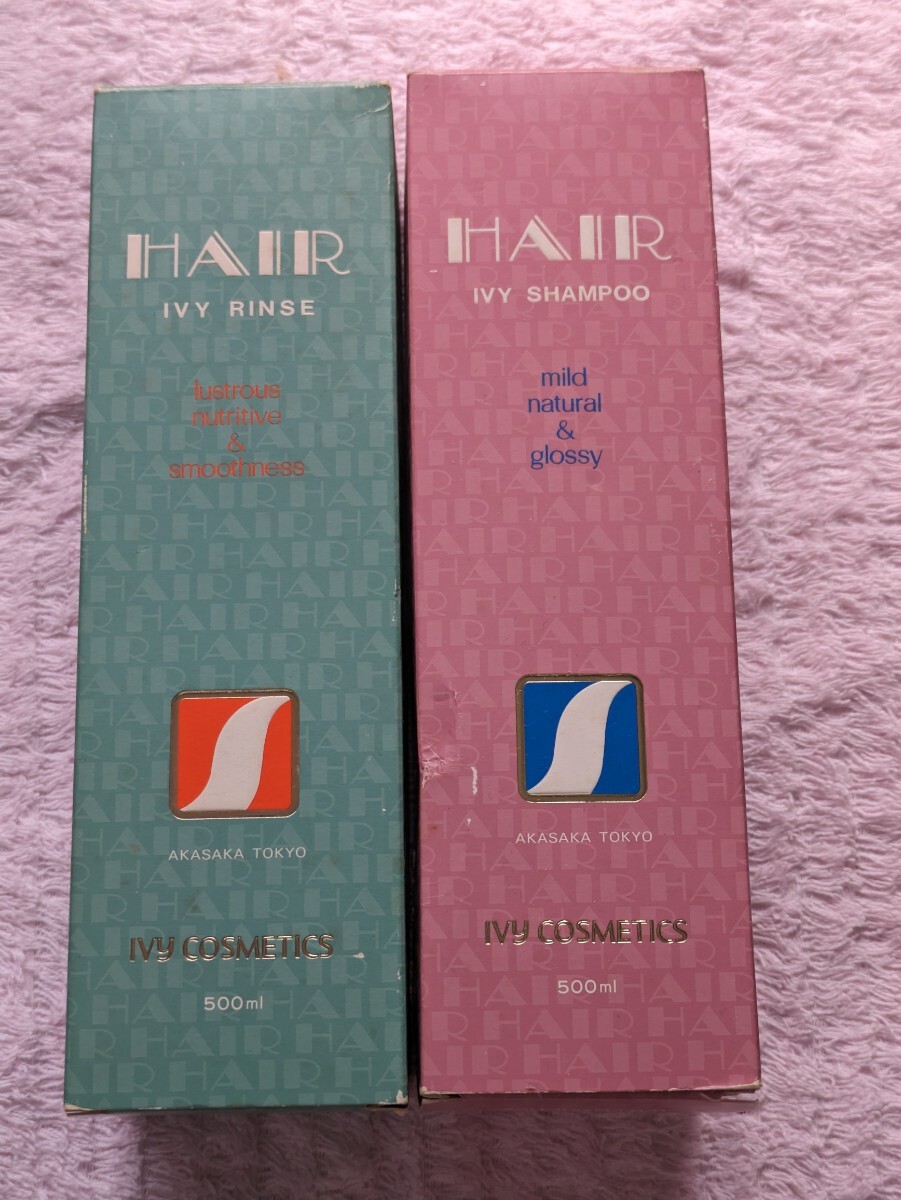 HAIR
IVY RINSE
lustrous
nutritive
&
smoothness
AKASAKA TOKYO
IVY COSMETICS
500ml
HAIR
IVY SHAMPOO
mild
natural
&
glossy
AKASAKA TOKYO
IVY COSMETICS
500ml